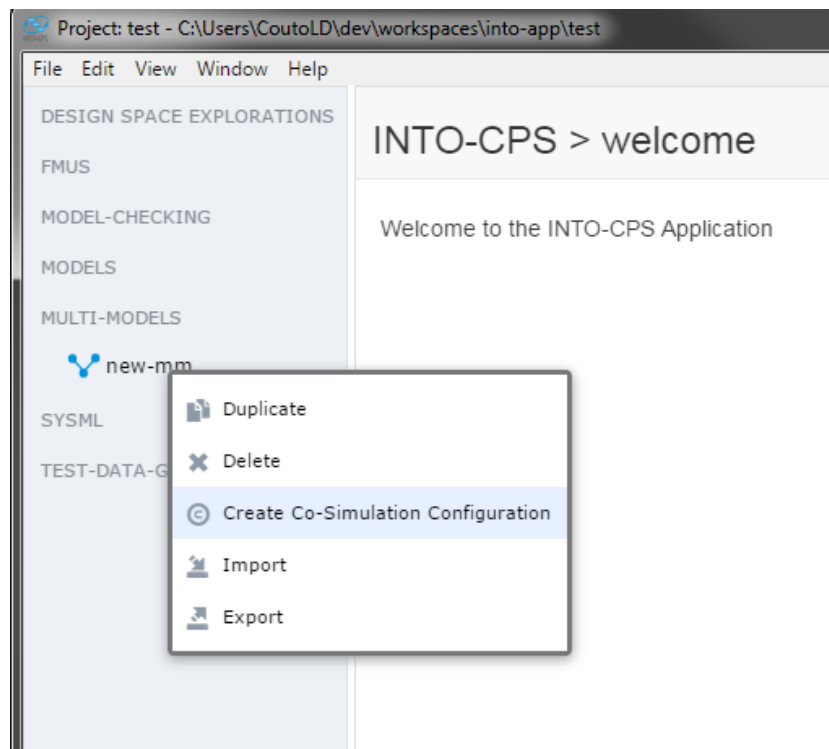 Project: test - C:\Users\CoutoLD\dev\workspaces\into-app\test
File Edit View Window Help
DESIGN SPACE EXPLORATIONS
FMUS
MODEL-CHECKING
MODELS
MULTI-MODELS
new-mm
SYSML
TEST-DATA-G
INTO-CPS > welcome
Welcome to the INTO-CPS Application
Duplicate
Delete
Create Co-Simulation Configuration
Import
Export